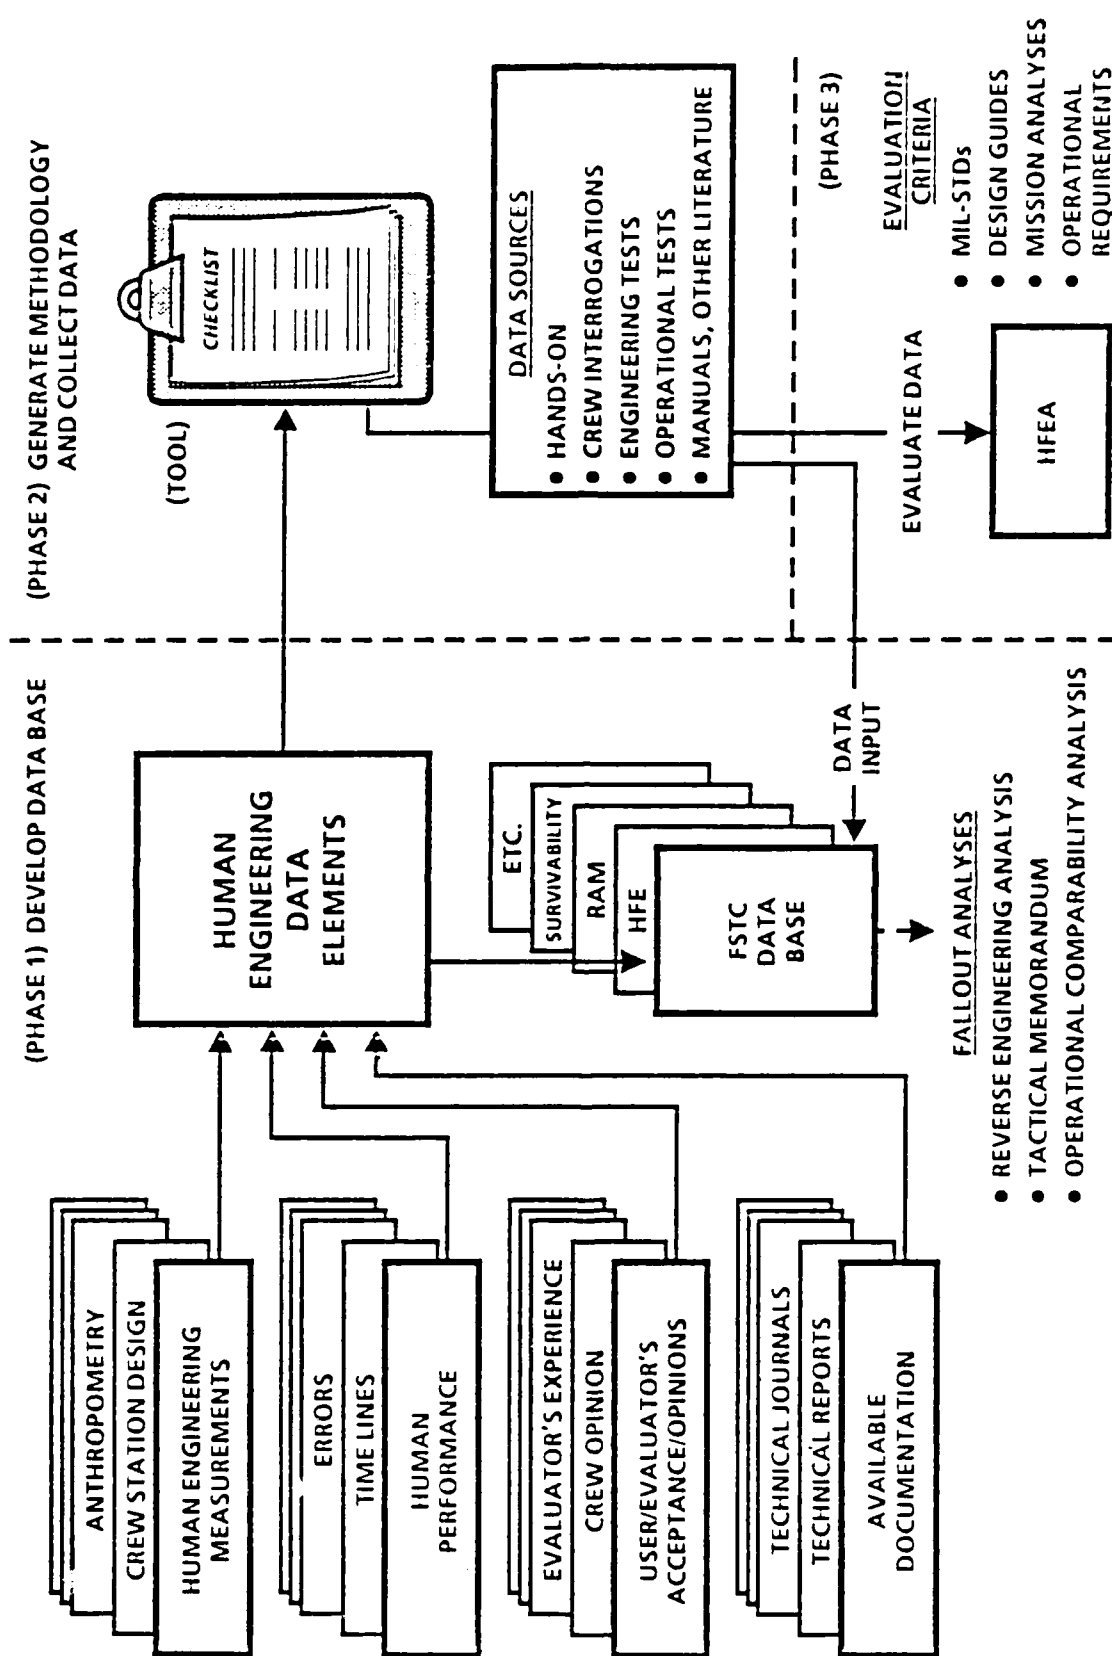 (PHASE 1) DEVELOP DATA BASE
ANTHROPOMETRY
CREW STATION DESIGN
HUMAN ENGINEERING
MEASUREMENTS
ERRORS
TIME LINES
HUMAN
PERFORMANCE
EVALUATOR'S EXPERIENCE
CREW OPINION
USER/EVALUATOR'S
ACCEPTANCE/OPINIONS
TECHNICAL JOURNALS
TECHNICAL REPORTS
AVAILABLE
DOCUMENTATION
HUMAN
ENGINEERING
DATA
ELEMENTS
ETC.
SURVIVABILITY
RAM
HFE
FSTC
DATA
BASE
DATA
INPUT
FALLOUT ANALYSES
● REVERSE ENGINEERING ANALYSIS
● TACTICAL MEMORANDUM
● OPERATIONAL COMPARABILITY ANALYSIS
(PHASE 2) GENERATE METHODOLOGY
AND COLLECT DATA
(TOOL)
CHECKLIST
DATA SOURCES
● HANDS-ON
● CREW INTERROGATIONS
● ENGINEERING TESTS
● OPERATIONAL TESTS
● MANUALS, OTHER LITERATURE
(PHASE 3)
EVALUATE DATA
HFEA
EVALUATION
CRITERIA
● MIL-STDs
● DESIGN GUIDES
● MISSION ANALYSES
● OPERATIONAL
REQUIREMENTS